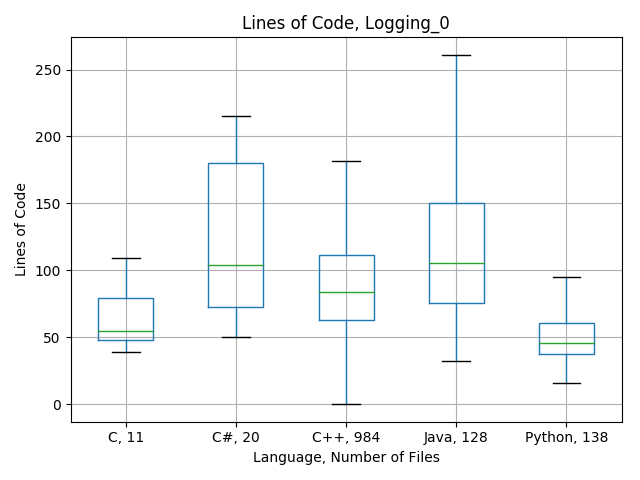 Lines of Code, Logging_0
Lines of Code
250
200
150
100
50
0
C, 11
C#, 20
C++, 984
Java, 128
Python, 138
Language, Number of Files